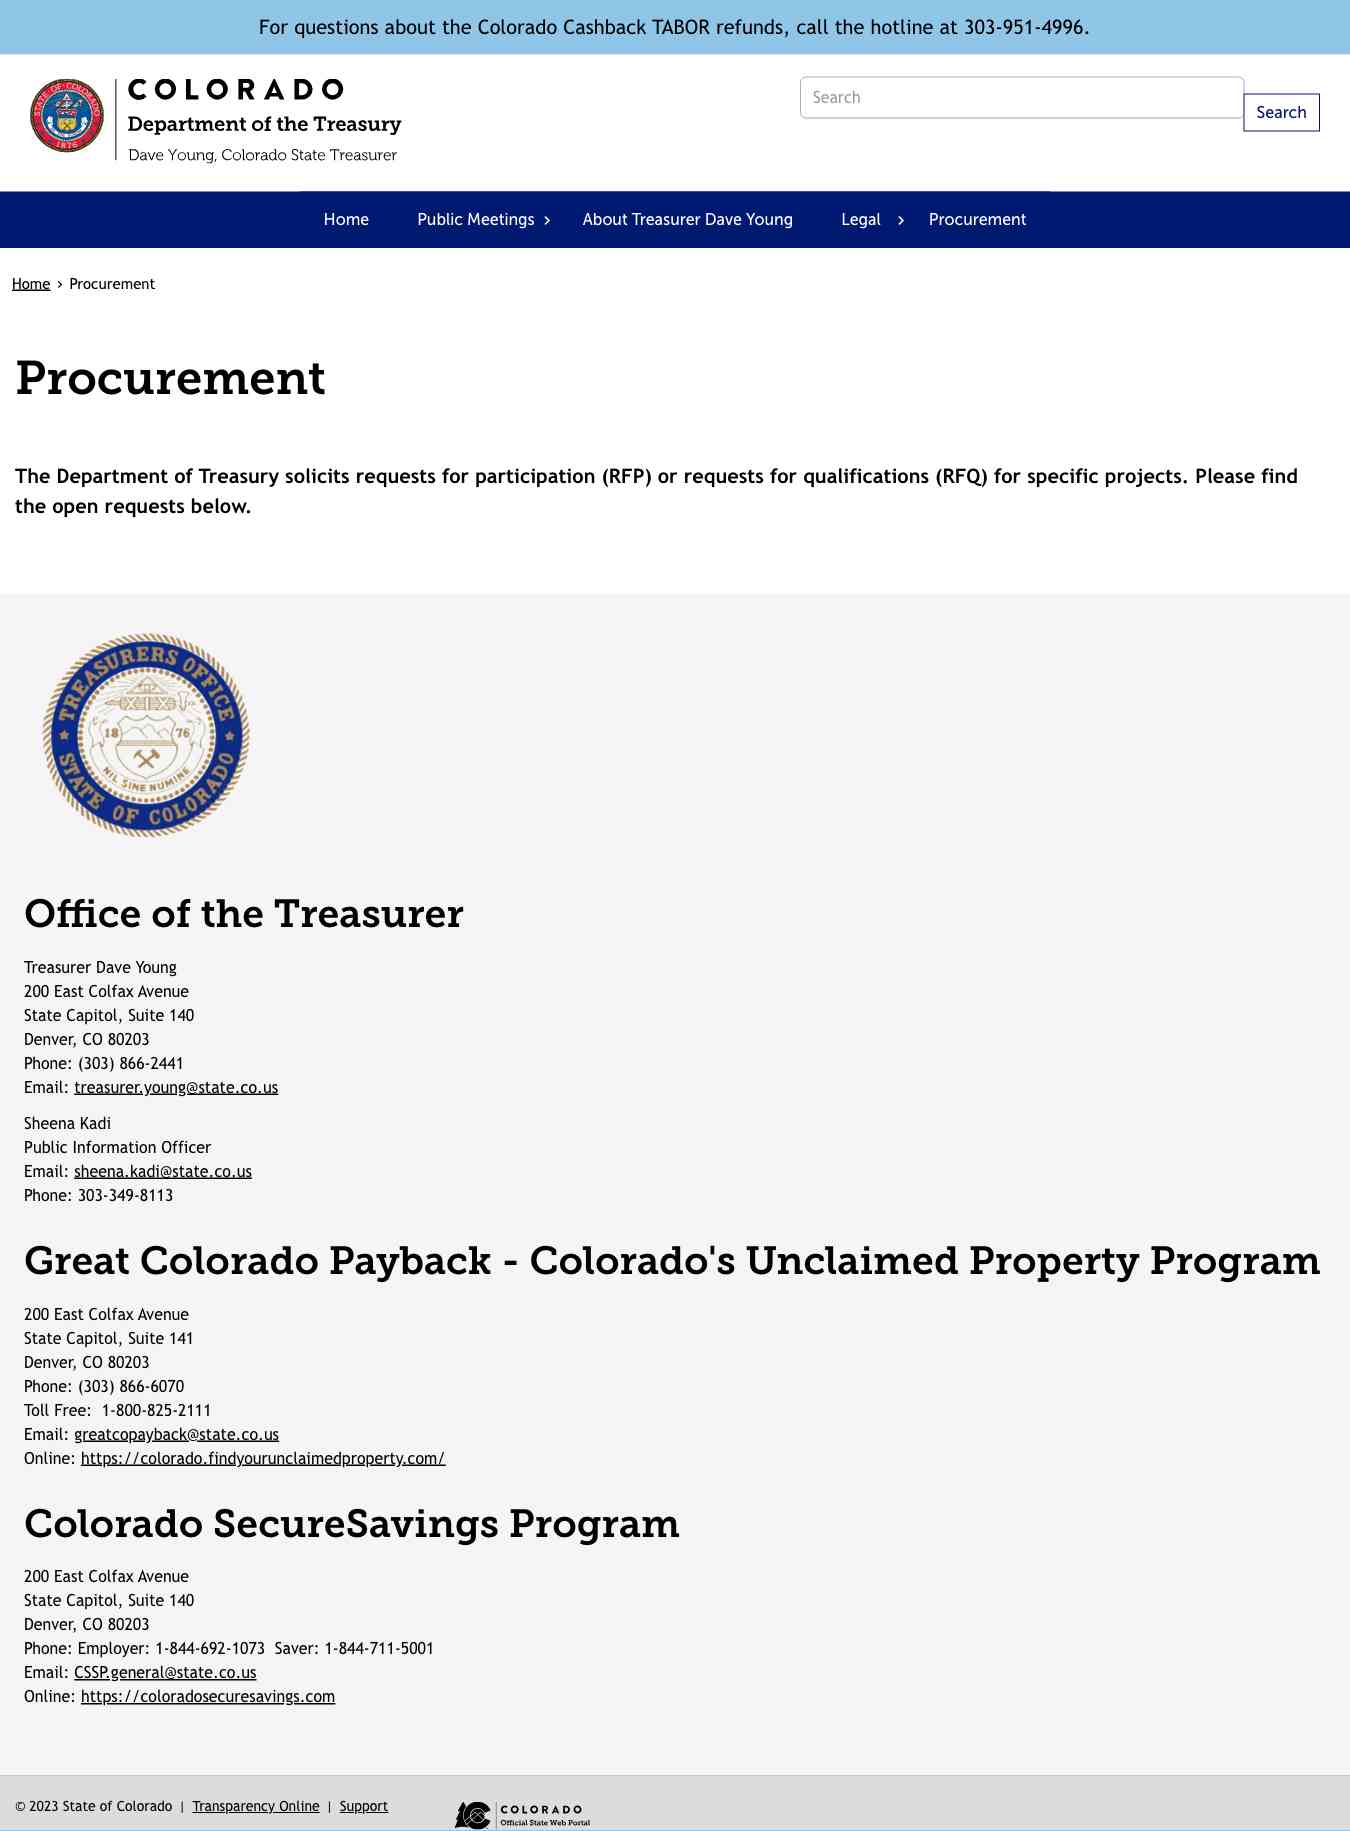 For questions about the Colorado Cashback TABOR refunds, call the hotline at 303-951-4996.
STATE OF COLORADO
1876
COLORADO
Department of the Treasury
Dave Young, Colorado State Treasurer
Search
Search
Home
Public Meetings
About Treasurer Dave Young
Legal
Procurement
Home › Procurement
Procurement
The Department of Treasury solicits requests for participation (RFP) or requests for qualifications (RFQ) for specific projects. Please find
the open requests below.
TREASURERS OFFICE
18 76
NIL SINE NUMINE
STATE OF COLORADO
Office of the Treasurer
Treasurer Dave Young
200 East Colfax Avenue
State Capitol, Suite 140
Denver, CO 80203
Phone: (303) 866-2441
Email: treasurer.young@state.co.us
Sheena Kadi
Public Information Officer
Email: sheena.kadi@state.co.us
Phone: 303-349-8113
Great Colorado Payback - Colorado's Unclaimed Property Program
200 East Colfax Avenue
State Capitol, Suite 141
Denver, CO 80203
Phone: (303) 866-6070
Toll Free:  1-800-825-2111
Email: greatcopayback@state.co.us
Online: https://colorado.findyourunclaimedproperty.com/
Colorado SecureSavings Program
200 East Colfax Avenue
State Capitol, Suite 140
Denver, CO 80203
Phone: Employer: 1-844-692-1073  Saver: 1-844-711-5001
Email: CSSP.general@state.co.us
Online: https://coloradosecuresavings.com
© 2023 State of Colorado | Transparency Online | Support
COLORADO
Official State Web Portal